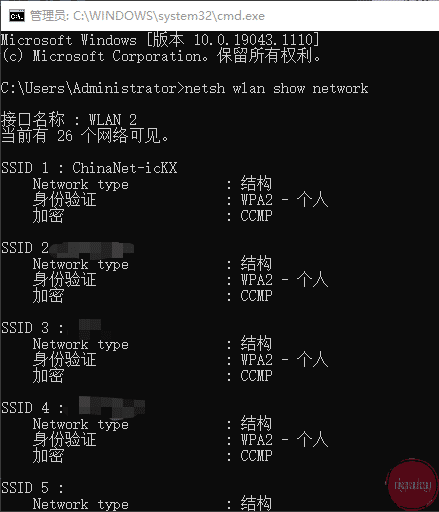 管理员: C:\WINDOWS\system32\cmd.exe
Microsoft Windows [版本 10.0.19043.1110]
(c) Microsoft Corporation。保留所有权利。
C:\Users\Administrator>netsh wlan show network
接口名称 : WLAN 2
当前有 26 个网络可见。
SSID 1 : ChinaNet-icKX
Network type : 结构
身份验证 : WPA2 - 个人
加密 : CCMP
SSID 2
Network type : 结构
身份验证 : WPA2 - 个人
加密 : CCMP
SSID 3 :
Network type : 结构
身份验证 : WPA2 - 个人
加密 : CCMP
SSID 4 :
Network type : 结构
身份验证 : WPA2 - 个人
加密 : CCMP
SSID 5 :
Network type : 结构